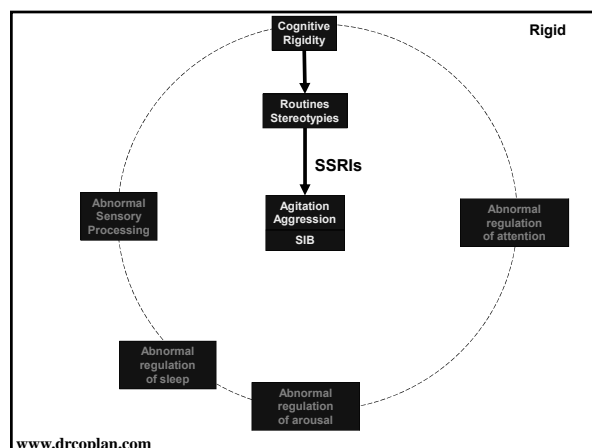 Cognitive
Rigidity
Rigid
Routines
Stereotypies
SSRIs
Abnormal
Sensory
Processing
Agitation
Aggression
SIB
Abnormal
regulation
of attention
Abnormal
regulation
of sleep
Abnormal
regulation
of arousal
www.drcoplan.com